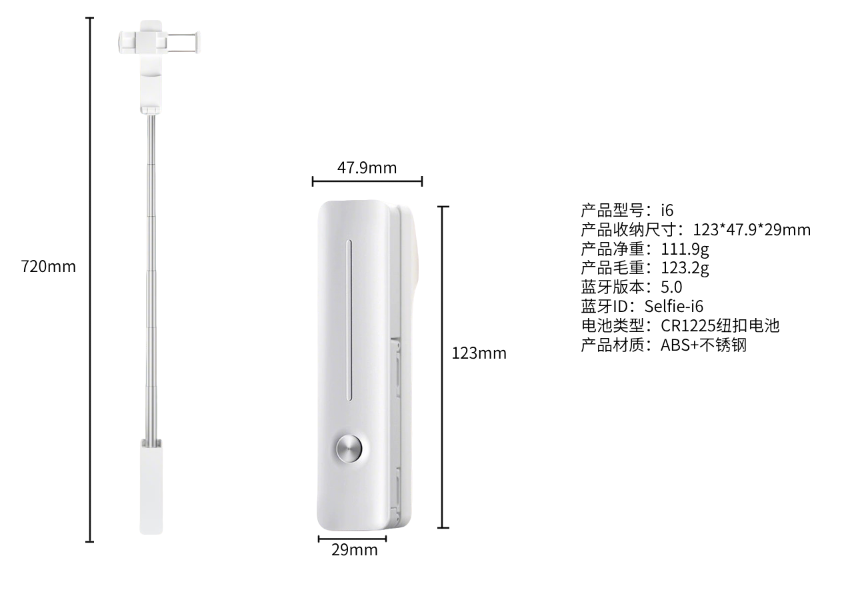 720mm
47.9mm
123mm
29mm
产品型号：i6
产品收纳尺寸：123*47.9*29mm
产品净重：111.9g
产品毛重：123.2g
蓝牙版本：5.0
蓝牙ID：Selfie-i6
电池类型：CR1225纽扣电池
产品材质：ABS+不锈钢